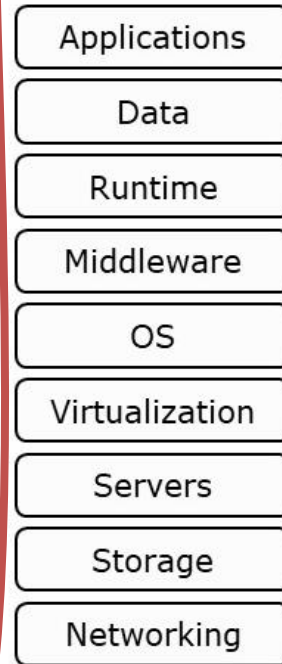 Applications
Data
Runtime
Middleware
OS
Virtualization
Servers
Storage
Networking